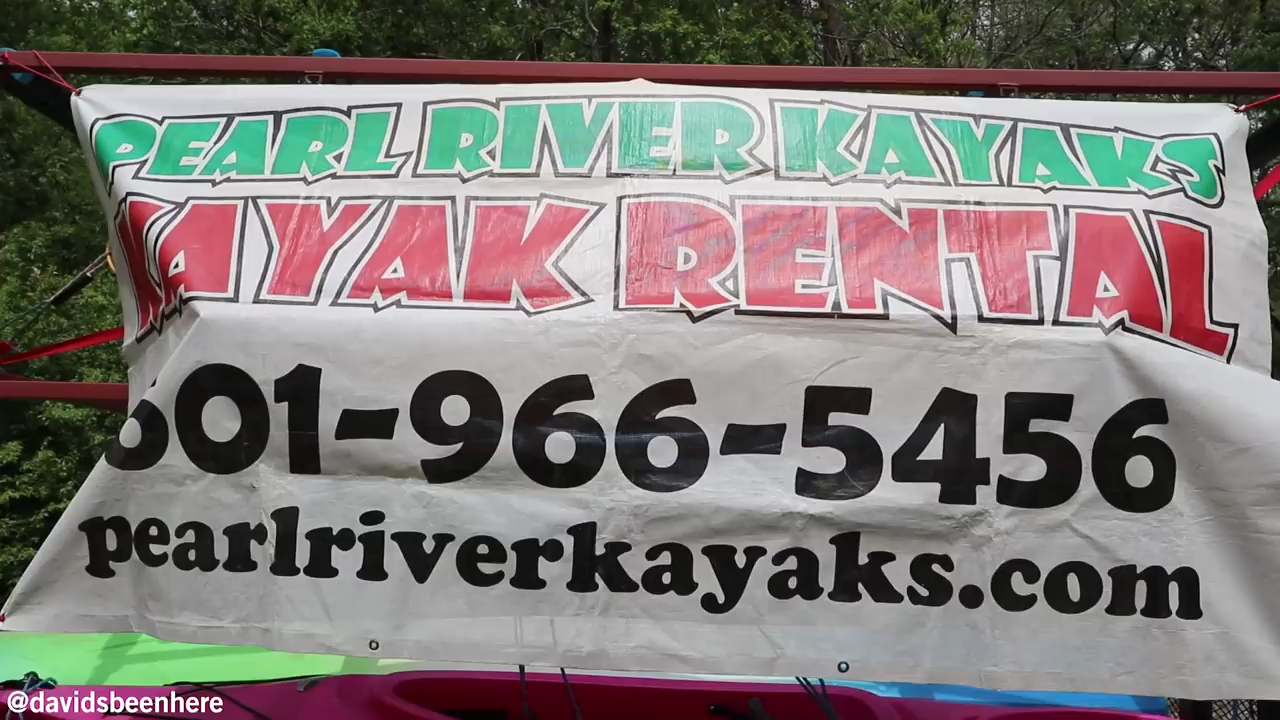 PEARL RIVER KAYAKS
KAYAK RENTAL
601-966-5456
pearlriverkayaks.com
@davidsbeenhere